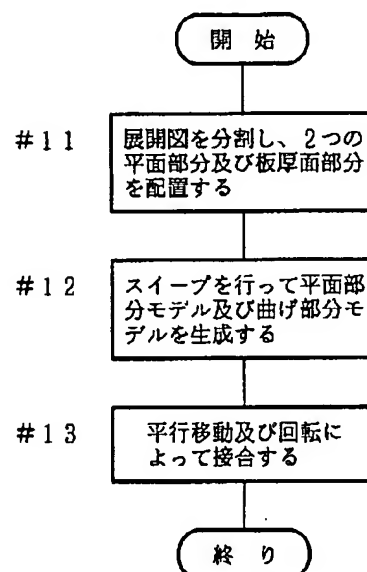 開 始
#11
展開図を分割し、2つの
平面部分及び板厚面部分
を配置する
#12
スイープを行って平面部
分モデル及び曲げ部分モ
デルを生成する
#13
平行移動及び回転に
よって接合する
終 り